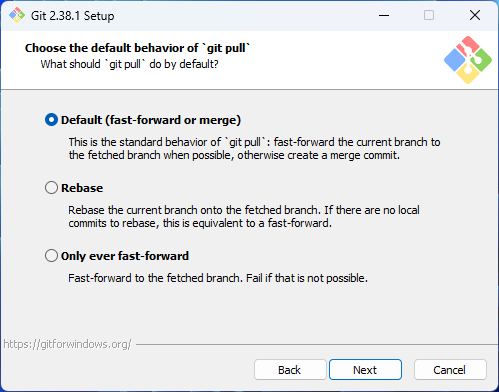 Git 2.38.1 Setup
Choose the default behavior of `git pull`
What should `git pull` do by default?
Default (fast-forward or merge)
This is the standard behavior of `git pull`: fast-forward the current branch to
the fetched branch when possible, otherwise create a merge commit.
Rebase
Rebase the current branch onto the fetched branch. If there are no local
commits to rebase, this is equivalent to a fast-forward.
Only ever fast-forward
Fast-forward to the fetched branch. Fail if that is not possible.
https://gitforwindows.org/
Back
Next
Cancel